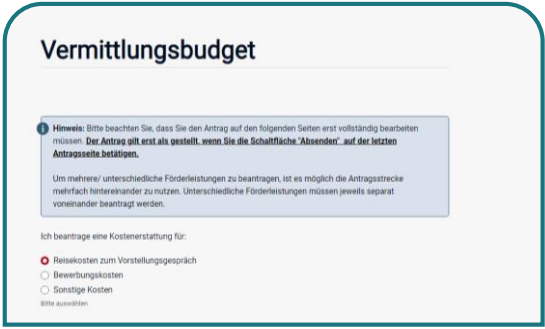 Vermittlungsbudget
Hinweis: Bitte beachten Sie, dass Sie den Antrag auf den folgenden Seiten erst vollständig bearbeiten
müssen. Der Antrag gilt erst als gestellt, wenn Sie die Schaltfläche "Absenden" auf der letzten
Antragsseite betätigen.
Um mehrere/ unterschiedliche Förderleistungen zu beantragen, ist es möglich die Antragsstrecke
mehrfach hintereinander zu nutzen. Unterschiedliche Förderleistungen müssen jeweils separat
voneinander beantragt werden.
Ich beantrage eine Kostenerstattung für:
Reisekosten zum Vorstellungsgespräch
Bewerbungskosten
Sonstige Kosten
Bitte auswählen